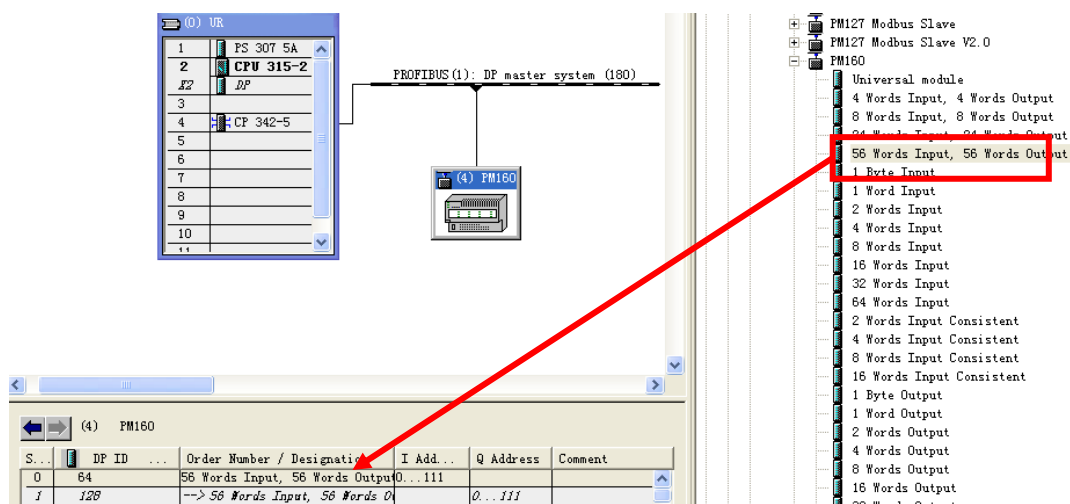 (0) UR
1 PS 307 5A
2 CPU 315-2
X2 DP
3
4 CP 342-5
5
6
7
8
9
10
11
PROFIBUS(1): DP master system (180)
(4) PM160
(4) PM160
S... DP ID ... Order Number / Designation I Add... Q Address Comment
0 64 56 Words Input, 56 Words Output 0...111
1 128 --> 56 Words Input, 56 Words O 0...111
PM127 Modbus Slave
PM127 Modbus Slave V2.0
PM160
Universal module
4 Words Input, 4 Words Output
8 Words Input, 8 Words Output
24 Words Input, 24 Words Output
56 Words Input, 56 Words Output
1 Byte Input
1 Word Input
2 Words Input
4 Words Input
8 Words Input
16 Words Input
32 Words Input
64 Words Input
2 Words Input Consistent
4 Words Input Consistent
8 Words Input Consistent
16 Words Input Consistent
1 Byte Output
1 Word Output
2 Words Output
4 Words Output
8 Words Output
16 Words Output